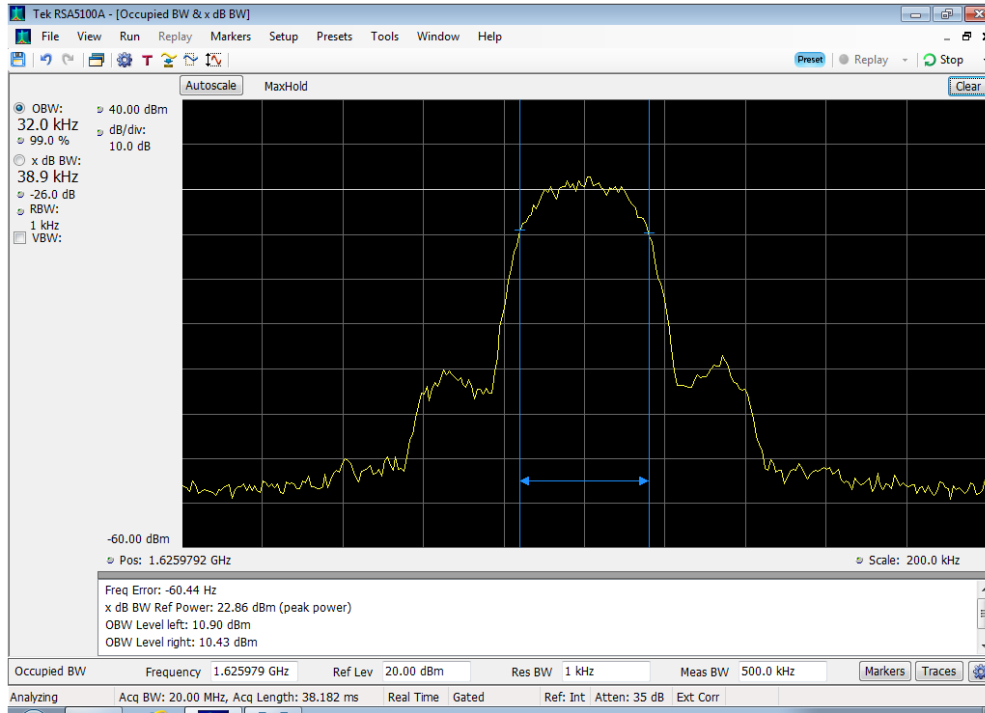 Tek RSA5100A - [Occupied BW & x dB BW]
File View Run Replay Markers Setup Presets Tools Window Help
T Preset Replay Stop
Autoscale MaxHold Clear
OBW:
32.0 kHz
99.0 %
x dB BW:
38.9 kHz
-26.0 dB
RBW:
1 kHz
VBW:
40.00 dBm
dB/div:
10.0 dB
-60.00 dBm
Pos: 1.6259792 GHz Scale: 200.0 kHz
Freq Error: -60.44 Hz
x dB BW Ref Power: 22.86 dBm (peak power)
OBW Level left: 10.90 dBm
OBW Level right: 10.43 dBm
Occupied BW Frequency 1.625979 GHz Ref Lev 20.00 dBm Res BW 1 kHz Meas BW 500.0 kHz Markers Traces
Analyzing Acq BW: 20.00 MHz, Acq Length: 38.182 ms Real Time Gated Ref: Int Atten: 35 dB Ext Corr